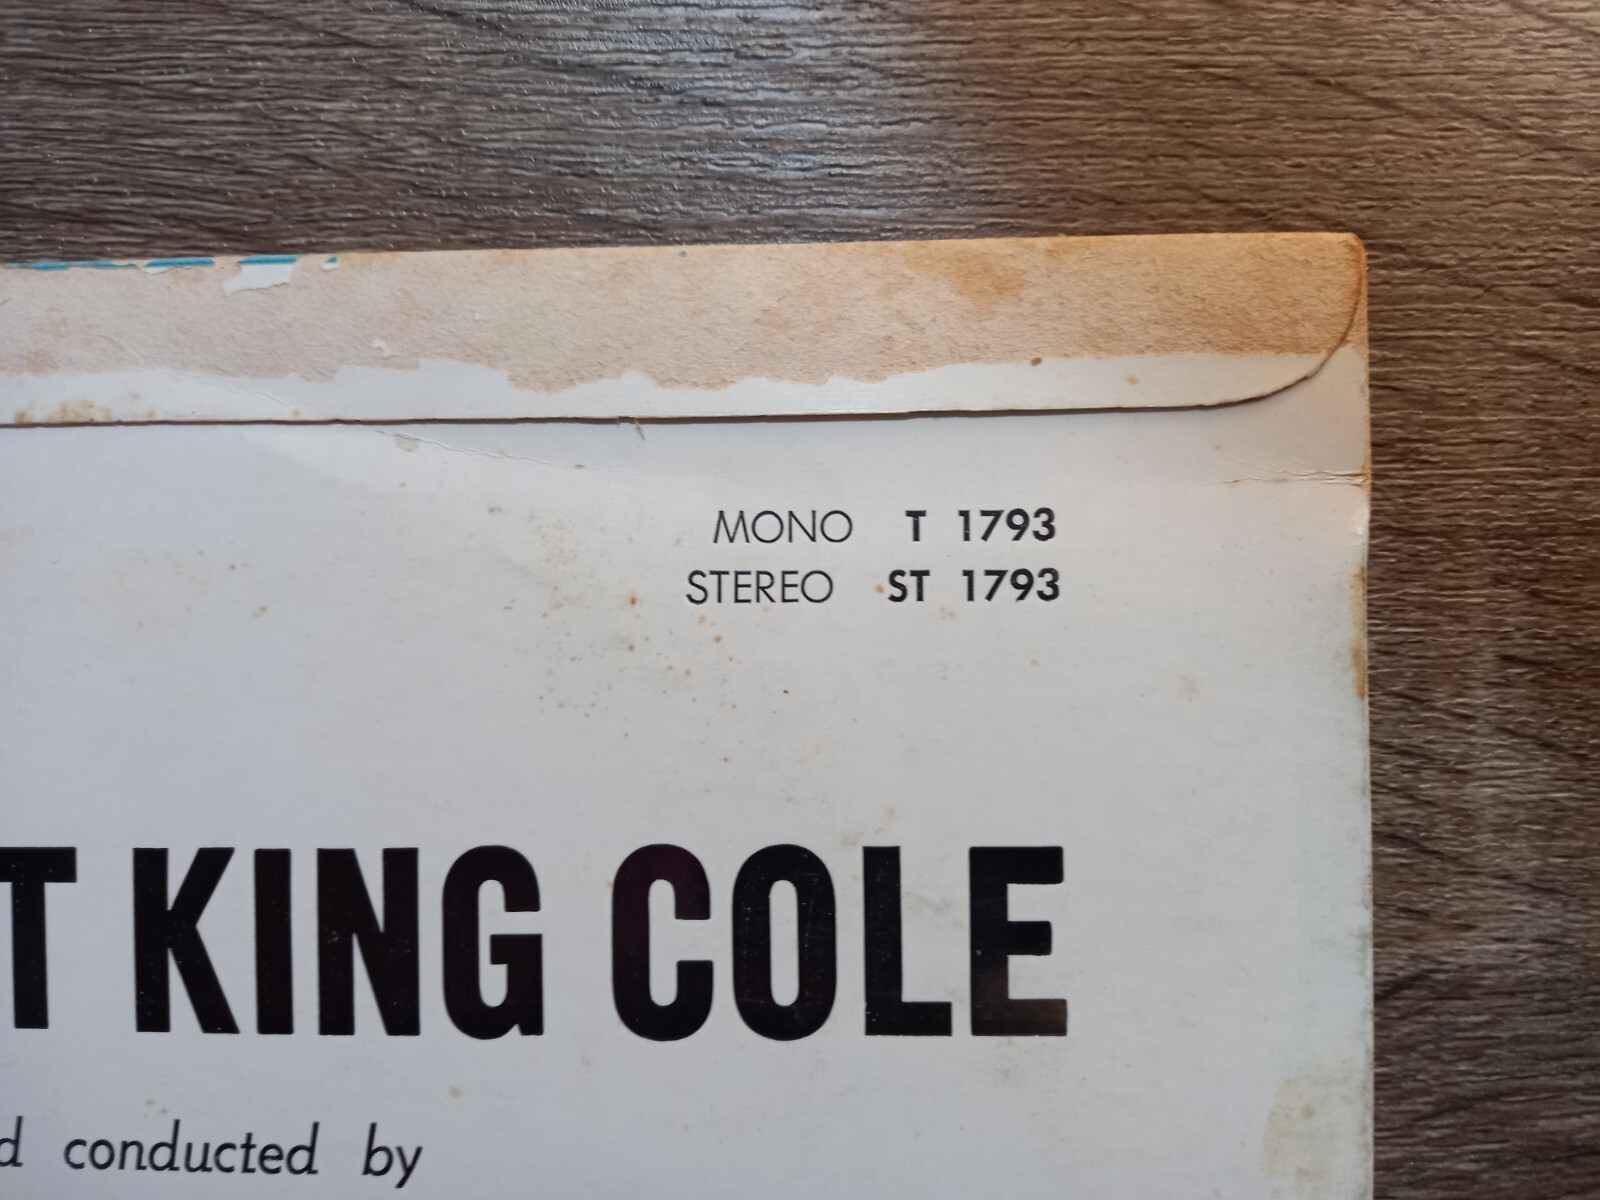 MONO T 1793
STEREO ST 1793
T KING COLE
d conducted by